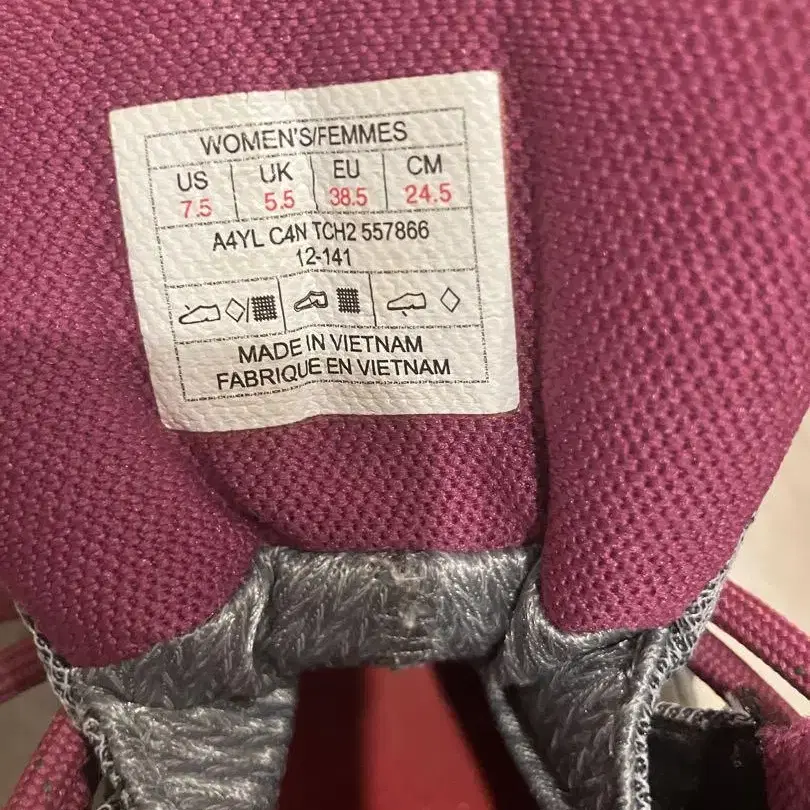 WOMEN'S/FEMMES
US UK EU CM
7.5 5.5 38.5 24.5
A4YL C4N TCH2 557866
12-141
MADE IN VIETNAM
FABRIQUE EN VIETNAM